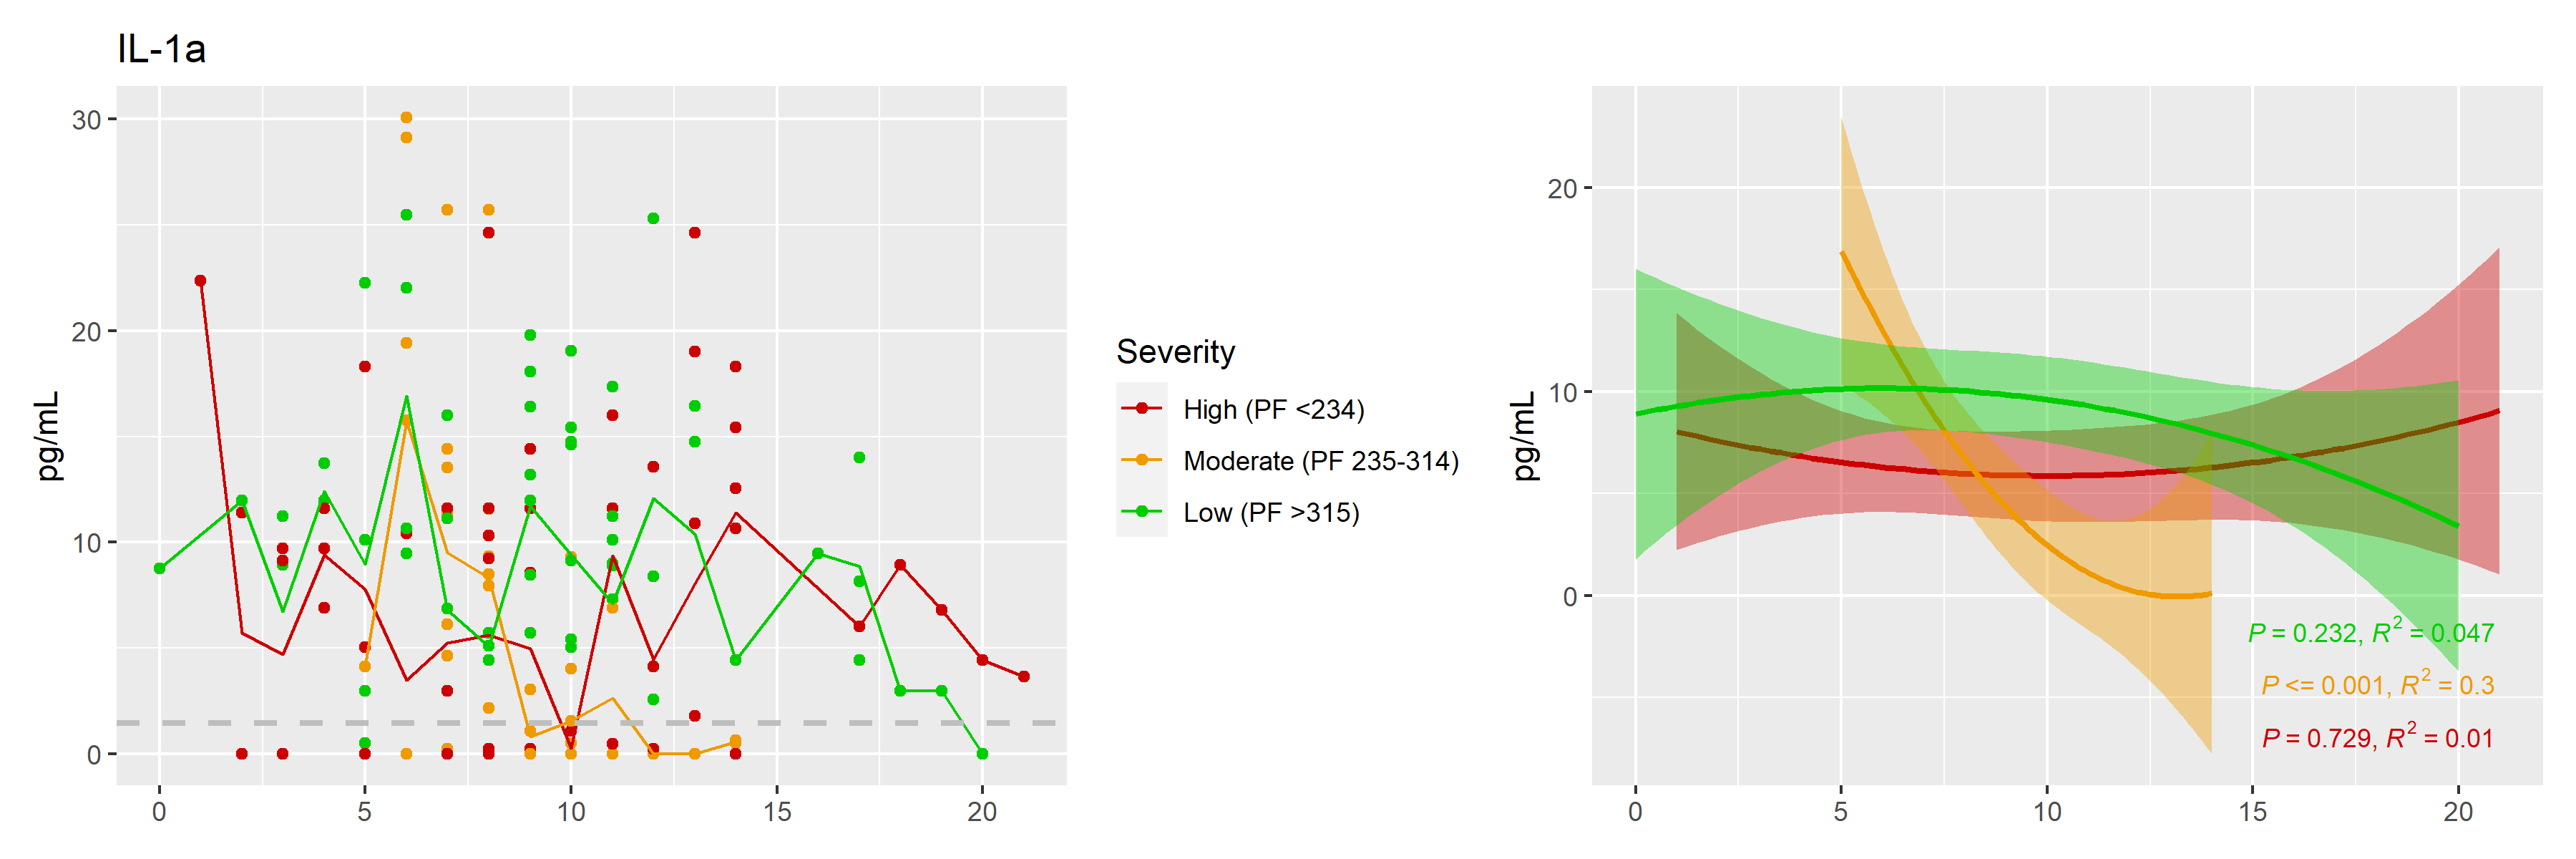 IL-1a
pg/mL
30
20
10
0
0 5 10 15 20
Severity
High (PF <234)
Moderate (PF 235-314)
Low (PF >315)
pg/mL
20
10
0
P = 0.232, R² = 0.047
P <= 0.001, R² = 0.3
P = 0.729, R² = 0.01
0 5 10 15 20